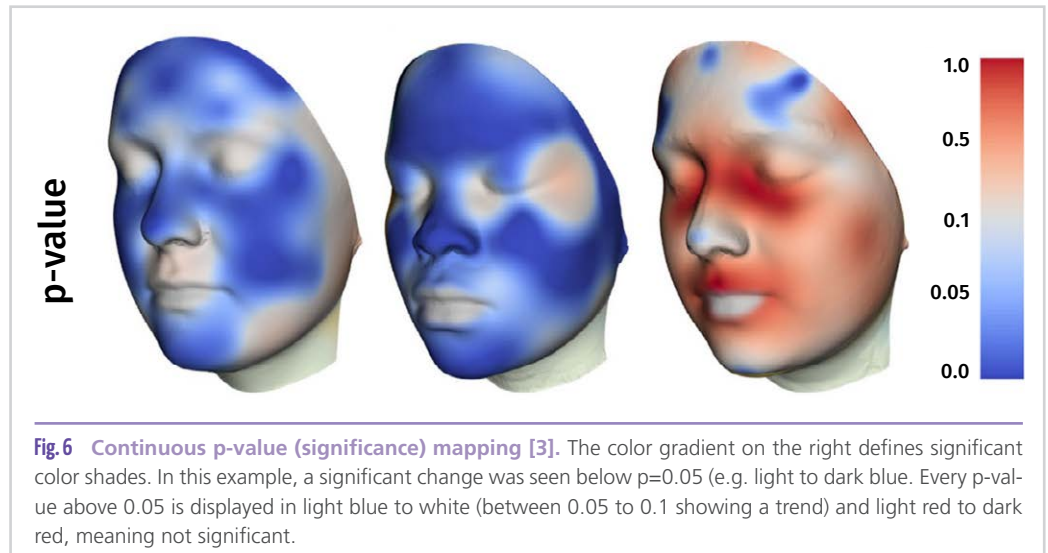 p-value
1.0
0.5
0.1
0.05
0.0
Fig. 6 Continuous p-value (significance) mapping [3]. The color gradient on the right defines significant
color shades. In this example, a significant change was seen below p=0.05 (e.g. light to dark blue. Every p-val-
ue above 0.05 is displayed in light blue to white (between 0.05 to 0.1 showing a trend) and light red to dark
red, meaning not significant.